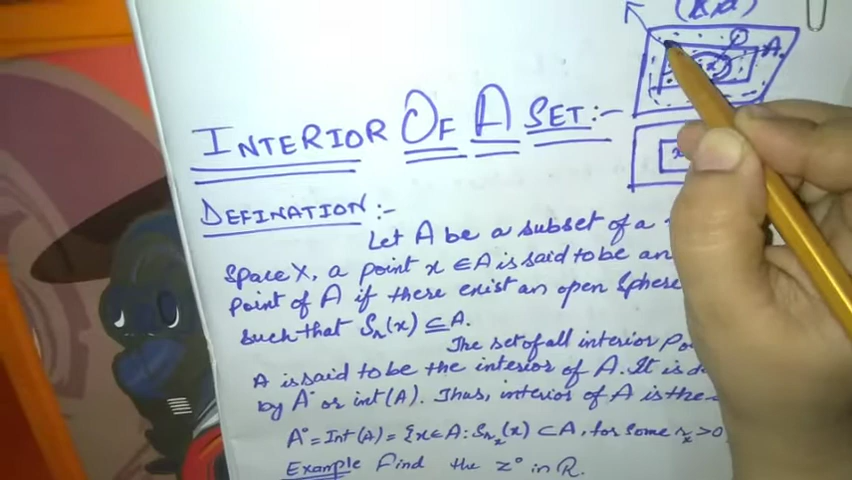 (X,d)
A
INTERIOR OF A SET:-
x
DEFINATION:-
Let A be a subset of a
Space X, a point x ∈ A is said to be an
Point of A if there exist an open sphere
such that Sr(x) ⊆ A.
The set of all interior Po
A is said to be the interior of A. It is d
by A° or int(A). Thus, interior of A is the
A° = Int(A) = {x ∈ A : Srₓ(x) ⊂ A, for some rₓ > 0
Example Find the Z° in R.